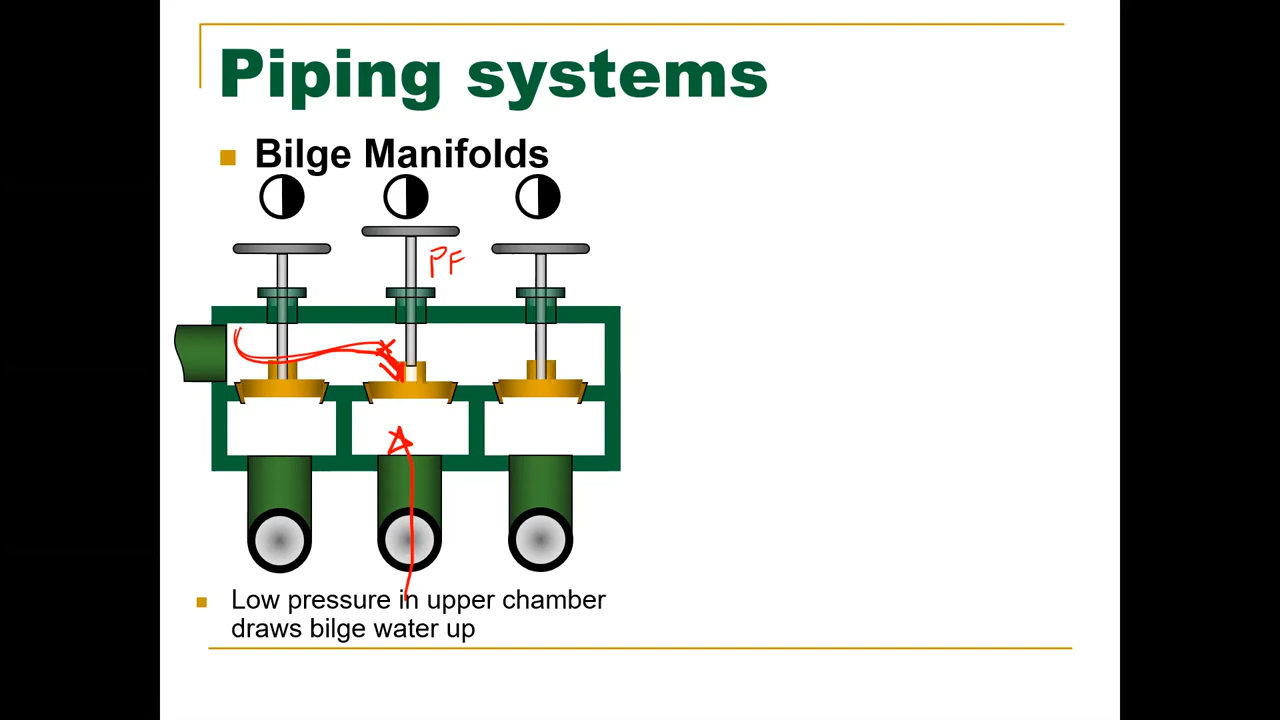 Piping systems
Bilge Manifolds
PF
Low pressure in upper chamber
draws bilge water up